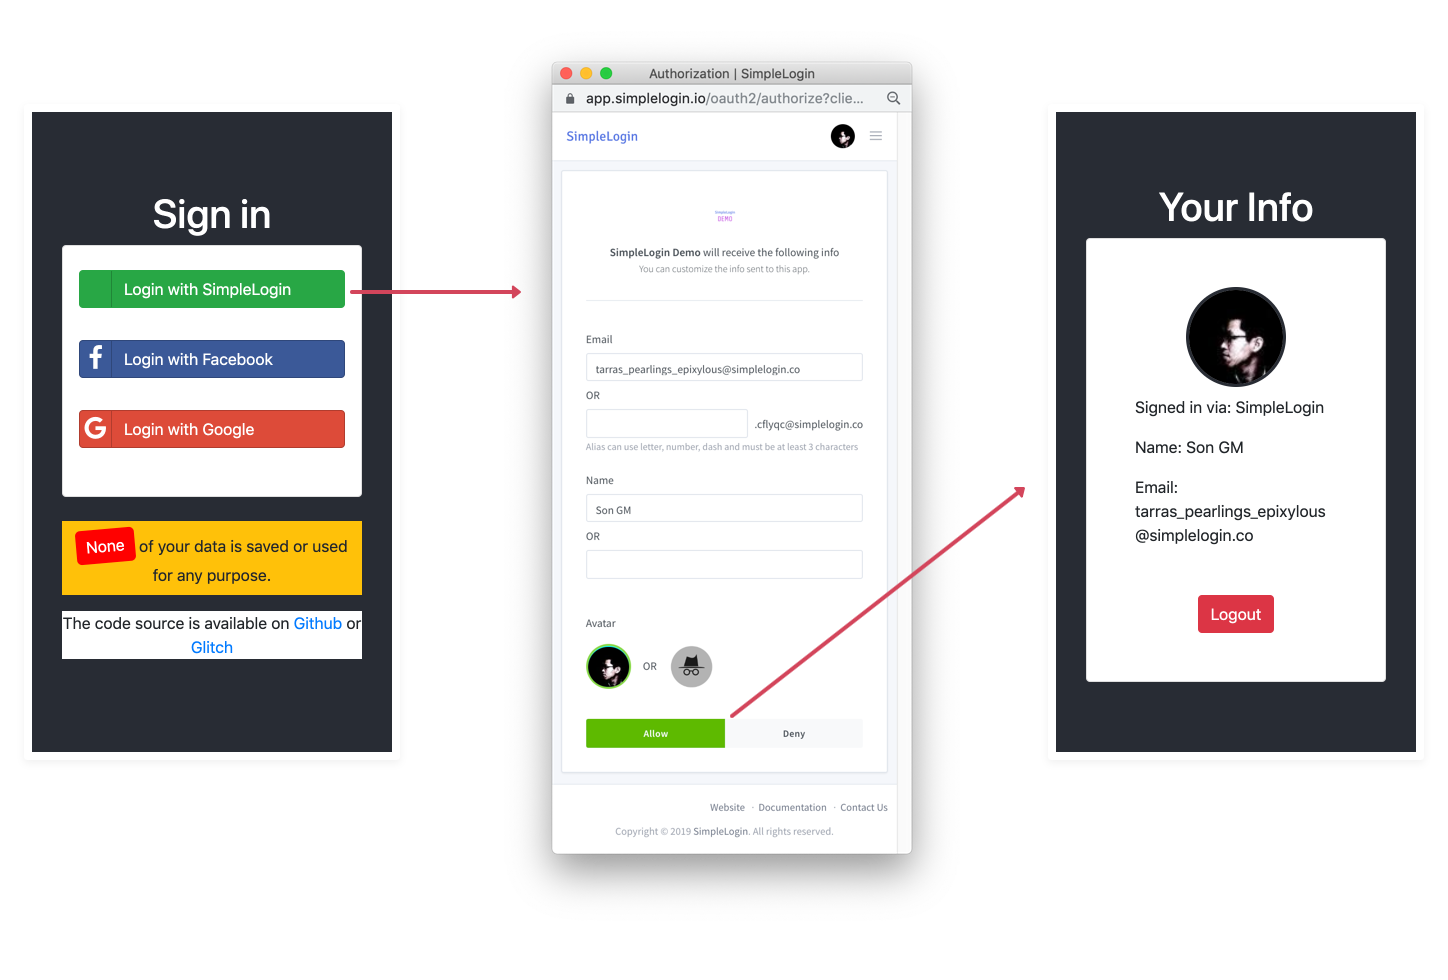 Sign in
Login with SimpleLogin
Login with Facebook
Login with Google
None of your data is saved or used
for any purpose.
The code source is available on Github or
Glitch
Authorization | SimpleLogin
app.simplelogin.io/oauth2/authorize?clie...
SimpleLogin
SimpleLogin
DEMO
SimpleLogin Demo will receive the following info
You can customize the info sent to this app.
Email
tarras_pearlings_epixylous@simplelogin.co
OR
.cflyqc@simplelogin.co
Alias can use letter, number, dash and must be at least 3 characters
Name
Son GM
OR
Avatar
OR
Allow
Deny
Website · Documentation · Contact Us
Copyright © 2019 SimpleLogin. All rights reserved.
Your Info
Signed in via: SimpleLogin
Name: Son GM
Email:
tarras_pearlings_epixylous
@simplelogin.co
Logout